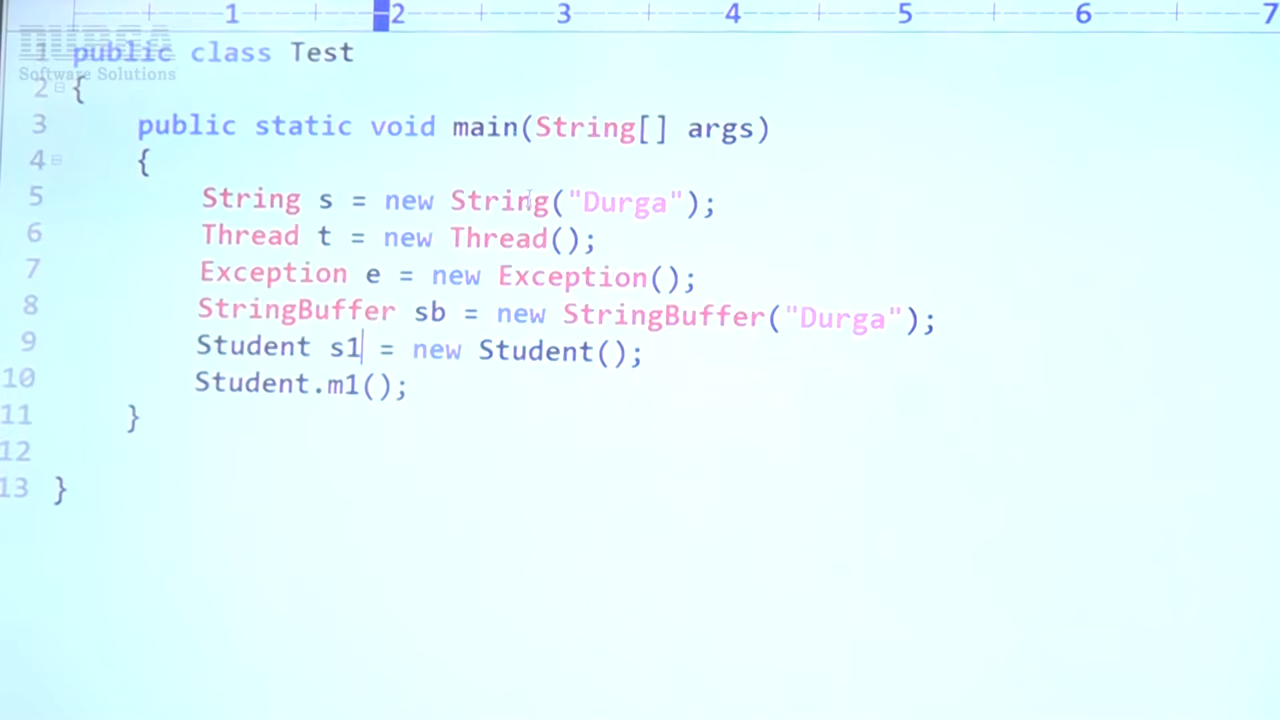 1 2 3 4 5 6 7
Software Solutions
1 public class Test
2 {
3 public static void main(String[] args)
4 {
5 String s = new String("Durga");
6 Thread t = new Thread();
7 Exception e = new Exception();
8 StringBuffer sb = new StringBuffer("Durga");
9 Student s1 = new Student();
10 Student.m1();
11 }
12
13 }